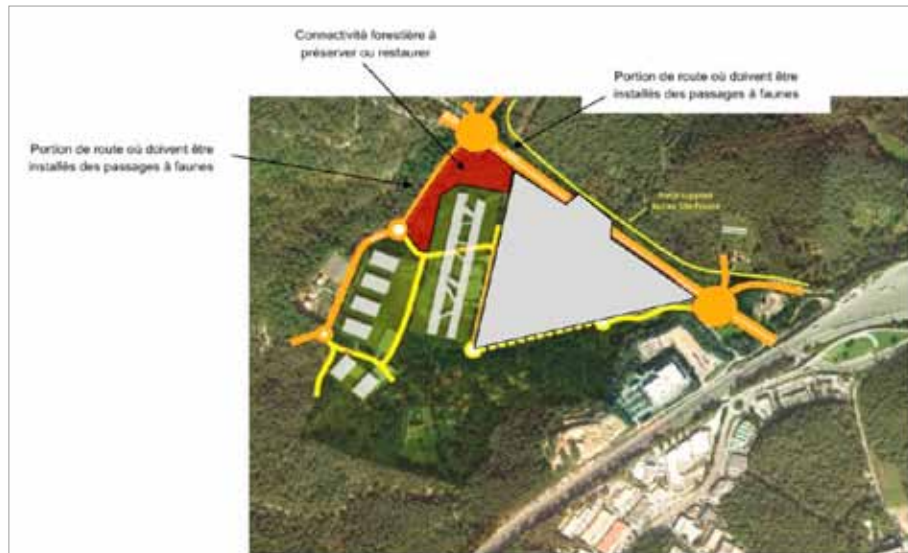 Connectivité forestière à
préserver ou restaurer
Portion de route où doivent être
installés des passages à faunes
Portion de route où doivent être
installés des passages à faunes